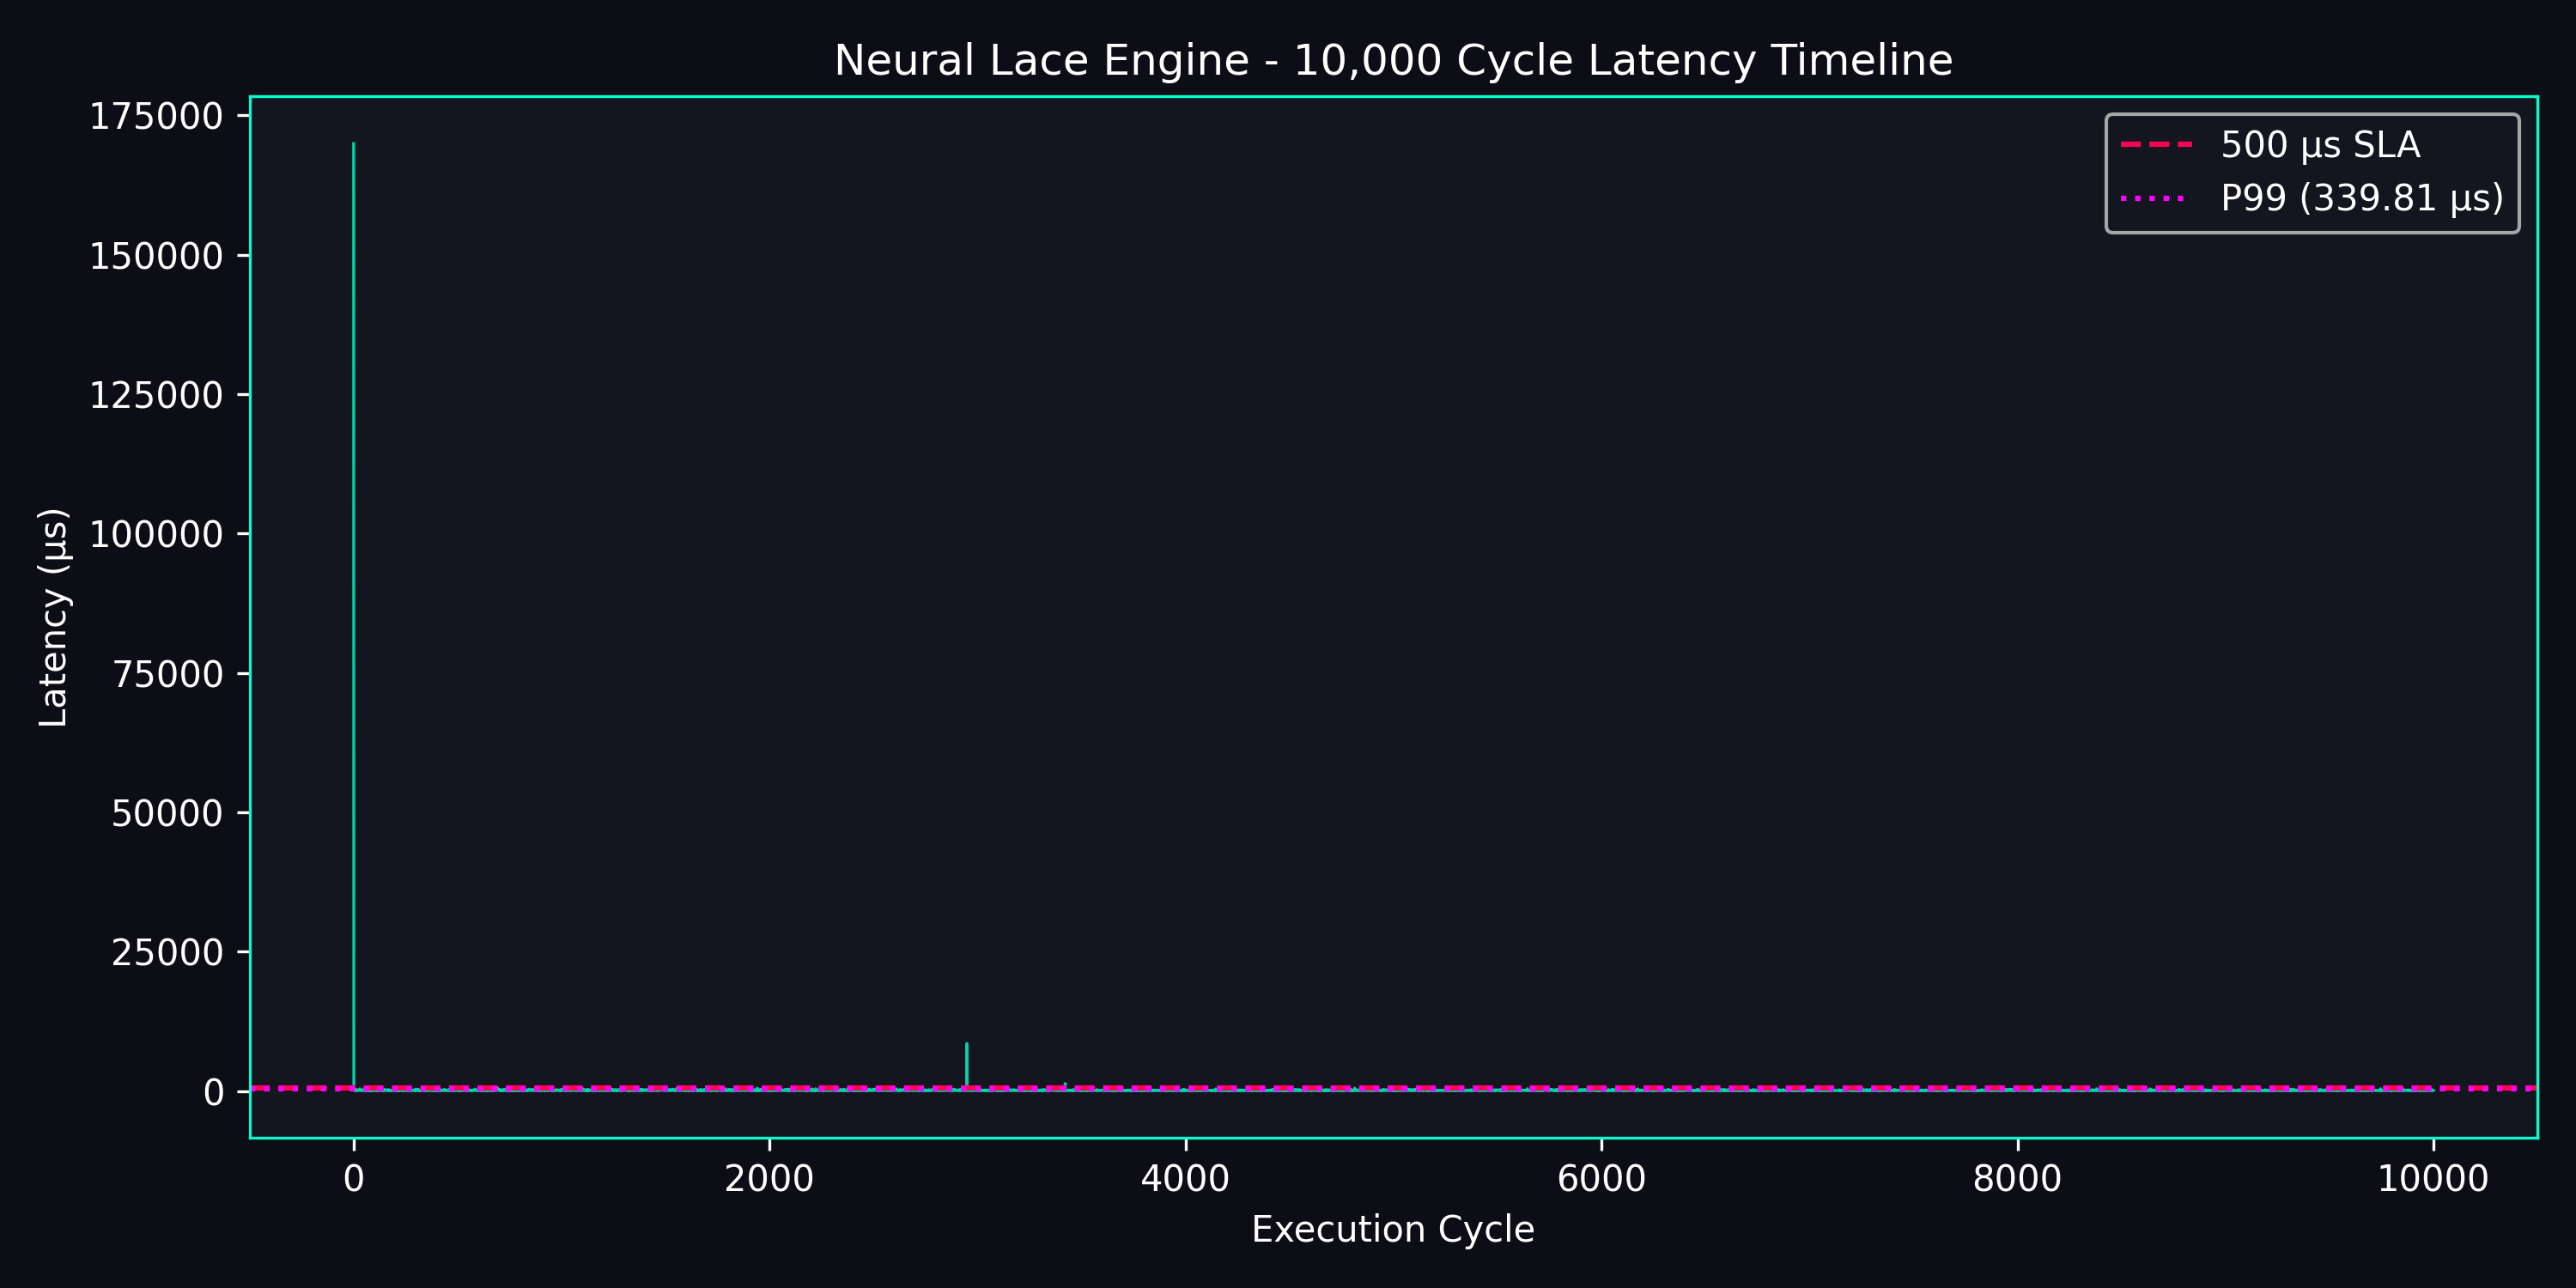 Neural Lace Engine - 10,000 Cycle Latency Timeline
500 µs SLA
P99 (339.81 µs)
Latency (µs)
175000
150000
125000
100000
75000
50000
25000
0
0 2000 4000 6000 8000 10000
Execution Cycle